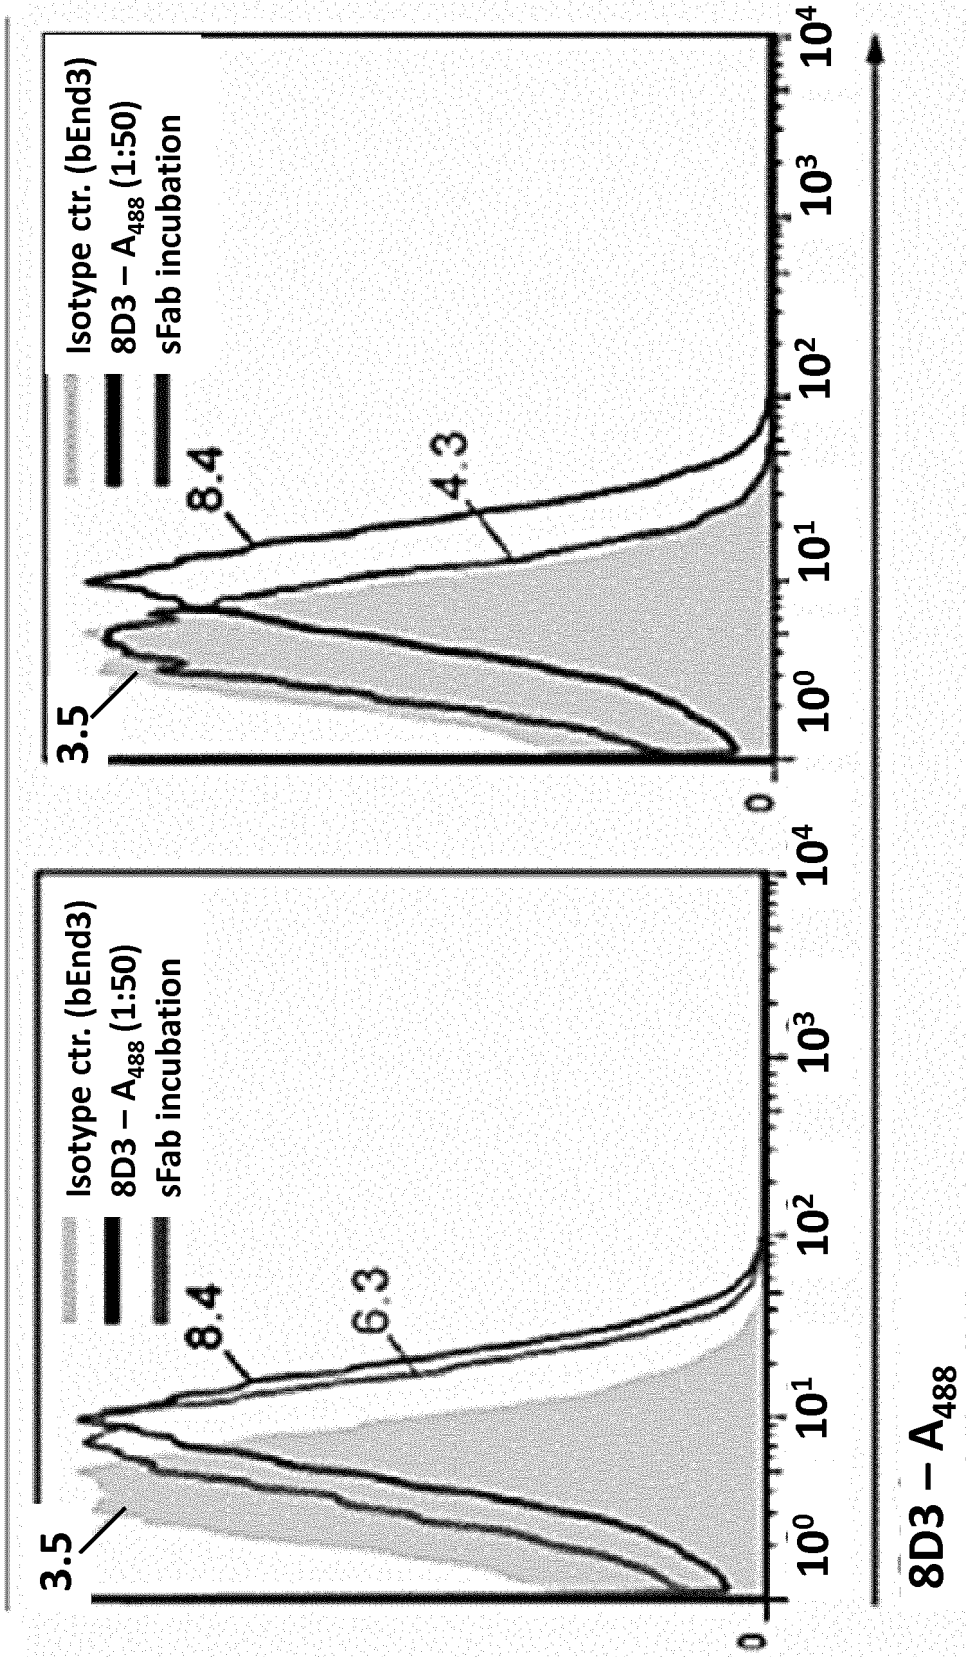 3.5
8.4
6.3
Isotype ctr. (bEnd3)
8D3 – A488 (1:50)
sFab incubation
0
10⁰
10¹
10²
10³
10⁴
3.5
8.4
4.3
Isotype ctr. (bEnd3)
8D3 – A488 (1:50)
sFab incubation
0
10⁰
10¹
10²
10³
10⁴
8D3 – A488